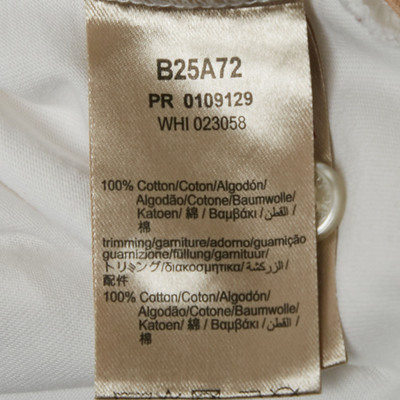 B25A72
PR 0109129
WHI 023058
100% Cotton/Coton/Algodón/
Algodão/Cotone/Baumwolle/
Katoen/ 綿 / Βαμβάκι / القطن /
棉
trimming/garniture/adorno/guarnição
guarnizione/füllung/garnituur/
トリミング/διακοσμητικα/ الزركشة /
配件
100% Cotton/Coton/Algodón/
Algodão/Cotone/Baumwolle/
Katoen/ 綿 / Βαμβάκι / القطن /
棉